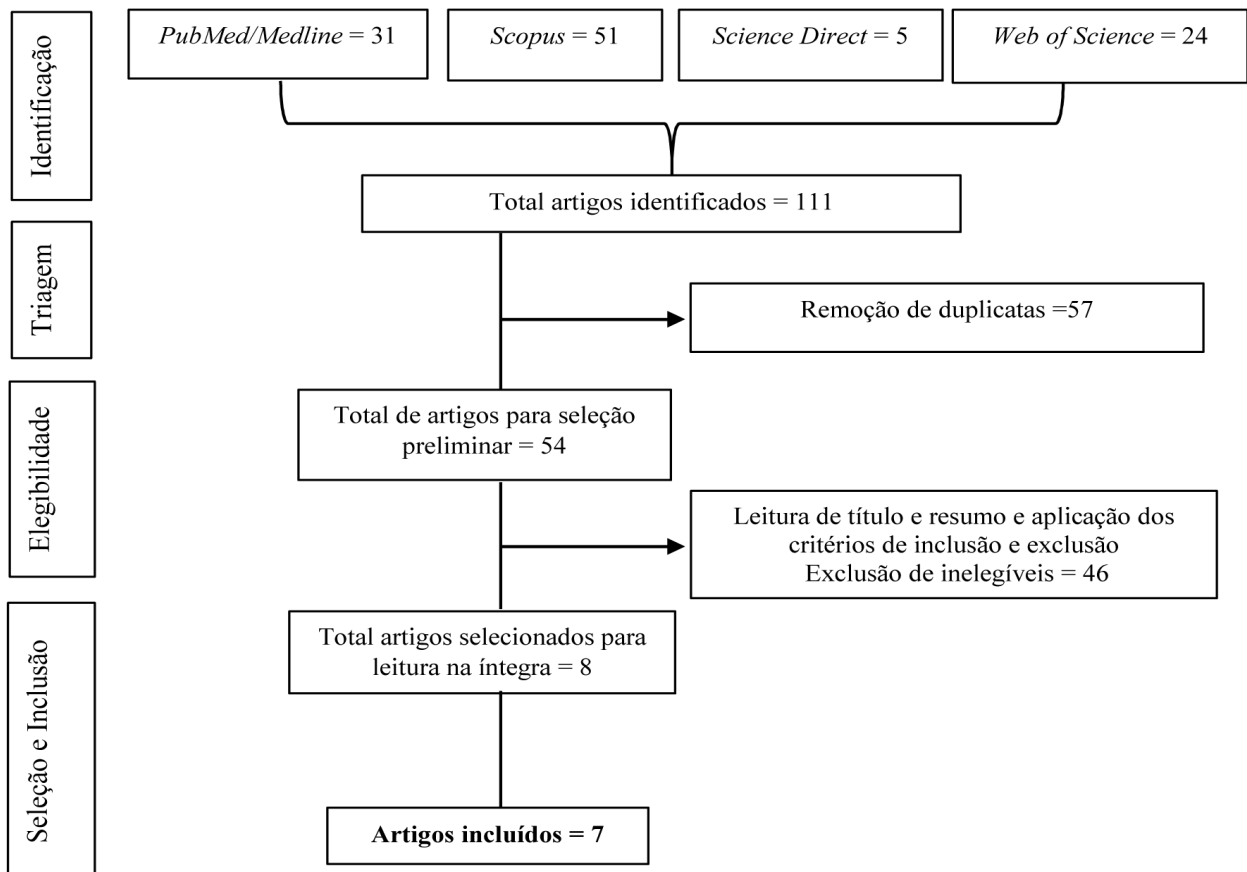 Identificação
PubMed/Medline = 31
Scopus = 51
Science Direct = 5
Web of Science = 24
Total artigos identificados = 111
Triagem
Remoção de duplicatas =57
Elegibilidade
Total de artigos para seleção
preliminar = 54
Leitura de título e resumo e aplicação dos
critérios de inclusão e exclusão
Exclusão de inelegíveis = 46
Seleção e Inclusão
Total artigos selecionados para
leitura na íntegra = 8
Artigos incluídos = 7